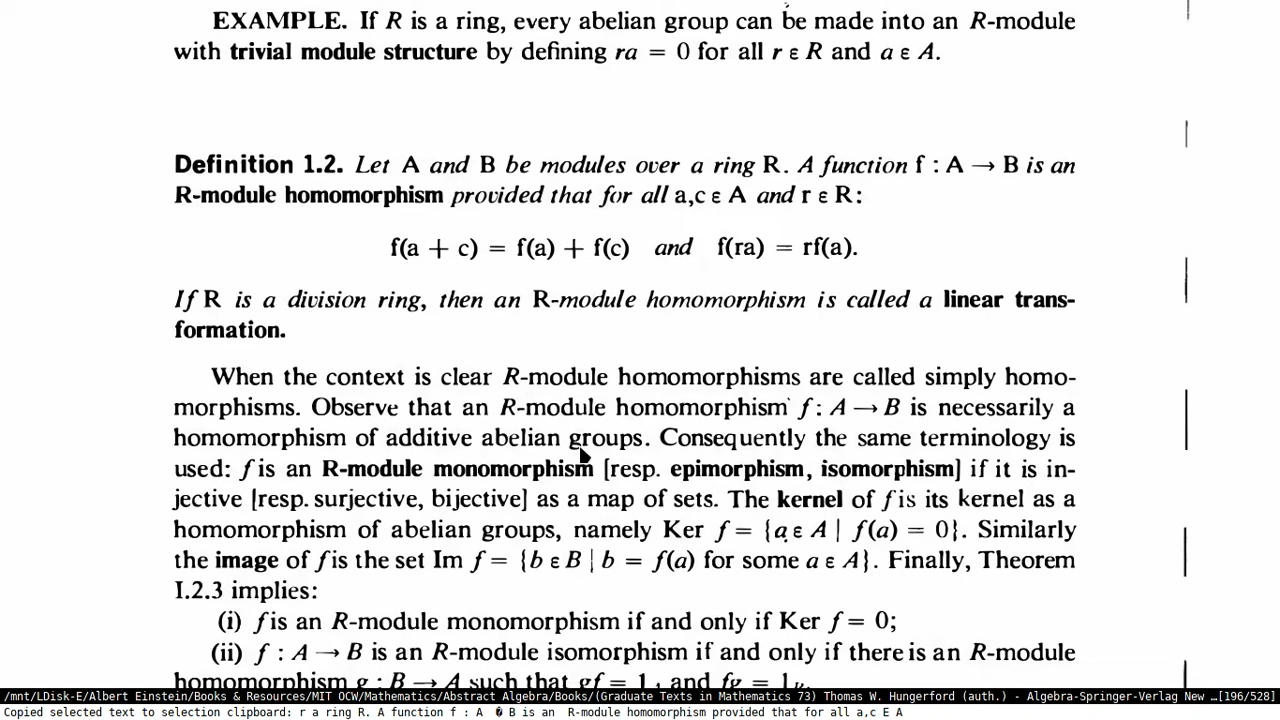 EXAMPLE. If R is a ring, every abelian group can be made into an R-module
with trivial module structure by defining ra = 0 for all r ε R and a ε A.
Definition 1.2. Let A and B be modules over a ring R. A function f : A → B is an
R-module homomorphism provided that for all a,c ε A and r ε R:
f(a + c) = f(a) + f(c) and f(ra) = rf(a).
If R is a division ring, then an R-module homomorphism is called a linear trans-
formation.
When the context is clear R-module homomorphisms are called simply homo-
morphisms. Observe that an R-module homomorphism f : A → B is necessarily a
homomorphism of additive abelian groups. Consequently the same terminology is
used: f is an R-module monomorphism [resp. epimorphism, isomorphism] if it is in-
jective [resp. surjective, bijective] as a map of sets. The kernel of f is its kernel as a
homomorphism of abelian groups, namely Ker f = {a ε A | f(a) = 0}. Similarly
the image of f is the set Im f = {b ε B | b = f(a) for some a ε A}. Finally, Theorem
I.2.3 implies:
(i) f is an R-module monomorphism if and only if Ker f = 0;
(ii) f : A → B is an R-module isomorphism if and only if there is an R-module
homomorphism g : B → A such that gf = 1 and fg = 1
/mnt/LDisk-E/Albert Einstein/Books & Resources/MIT OCW/Mathematics/Abstract Algebra/Books/(Graduate Texts in Mathematics 73) Thomas W. Hungerford (auth.) - Algebra-Springer-Verlag New …[196/528]
Copied selected text to selection clipboard: r a ring R. A function f : A � B is an R-module homomorphism provided that for all a,c E A